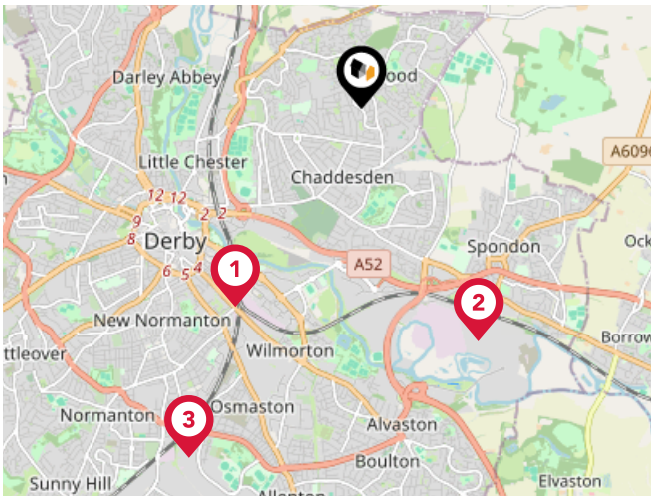 Darley Abbey
ood
A6096
Little Chester
Chaddesden
12 12
9
2 2
8
Derby
Spondon
Ock
6 5 4
1
A52
2
New Normanton
ttleover
Wilmorton
Borrow
Normanton
3
Osmaston
Alvaston
Boulton
Sunny Hill
Elvaston